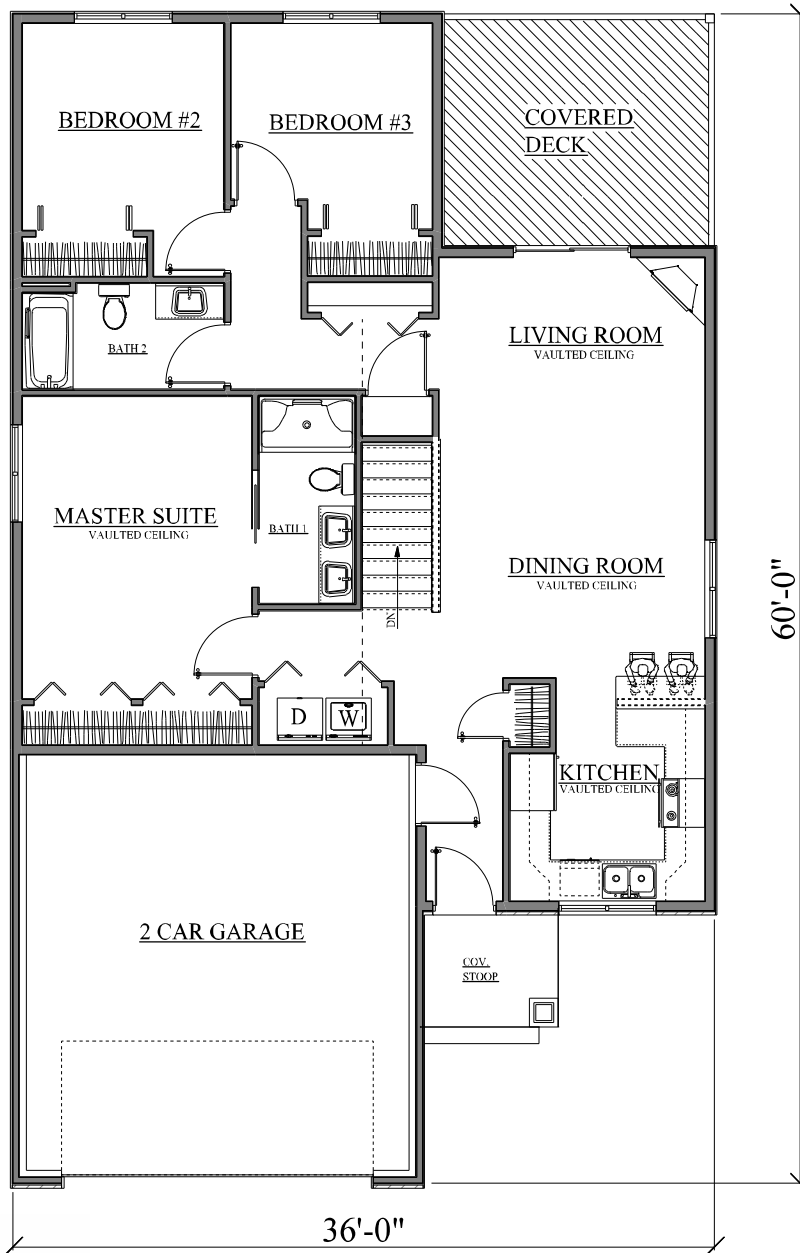 BEDROOM #2
BEDROOM #3
COVERED
DECK
LIVING ROOM
VAULTED CEILING
BATH 2
MASTER SUITE
VAULTED CEILING
BATH 1
DINING ROOM
VAULTED CEILING
60'-0"
DN
D
W
KITCHEN
VAULTED CEILING
2 CAR GARAGE
COV.
STOOP
36'-0"